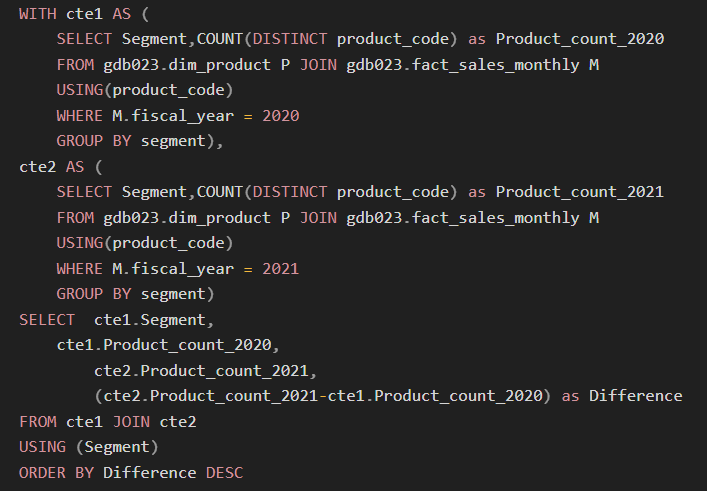 WITH cte1 AS (
    SELECT Segment,COUNT(DISTINCT product_code) as Product_count_2020
    FROM gdb023.dim_product P JOIN gdb023.fact_sales_monthly M
    USING(product_code)
    WHERE M.fiscal_year = 2020
    GROUP BY segment),
cte2 AS (
    SELECT Segment,COUNT(DISTINCT product_code) as Product_count_2021
    FROM gdb023.dim_product P JOIN gdb023.fact_sales_monthly M
    USING(product_code)
    WHERE M.fiscal_year = 2021
    GROUP BY segment)
SELECT  cte1.Segment,
    cte1.Product_count_2020,
        cte2.Product_count_2021,
        (cte2.Product_count_2021-cte1.Product_count_2020) as Difference
FROM cte1 JOIN cte2
USING (Segment)
ORDER BY Difference DESC